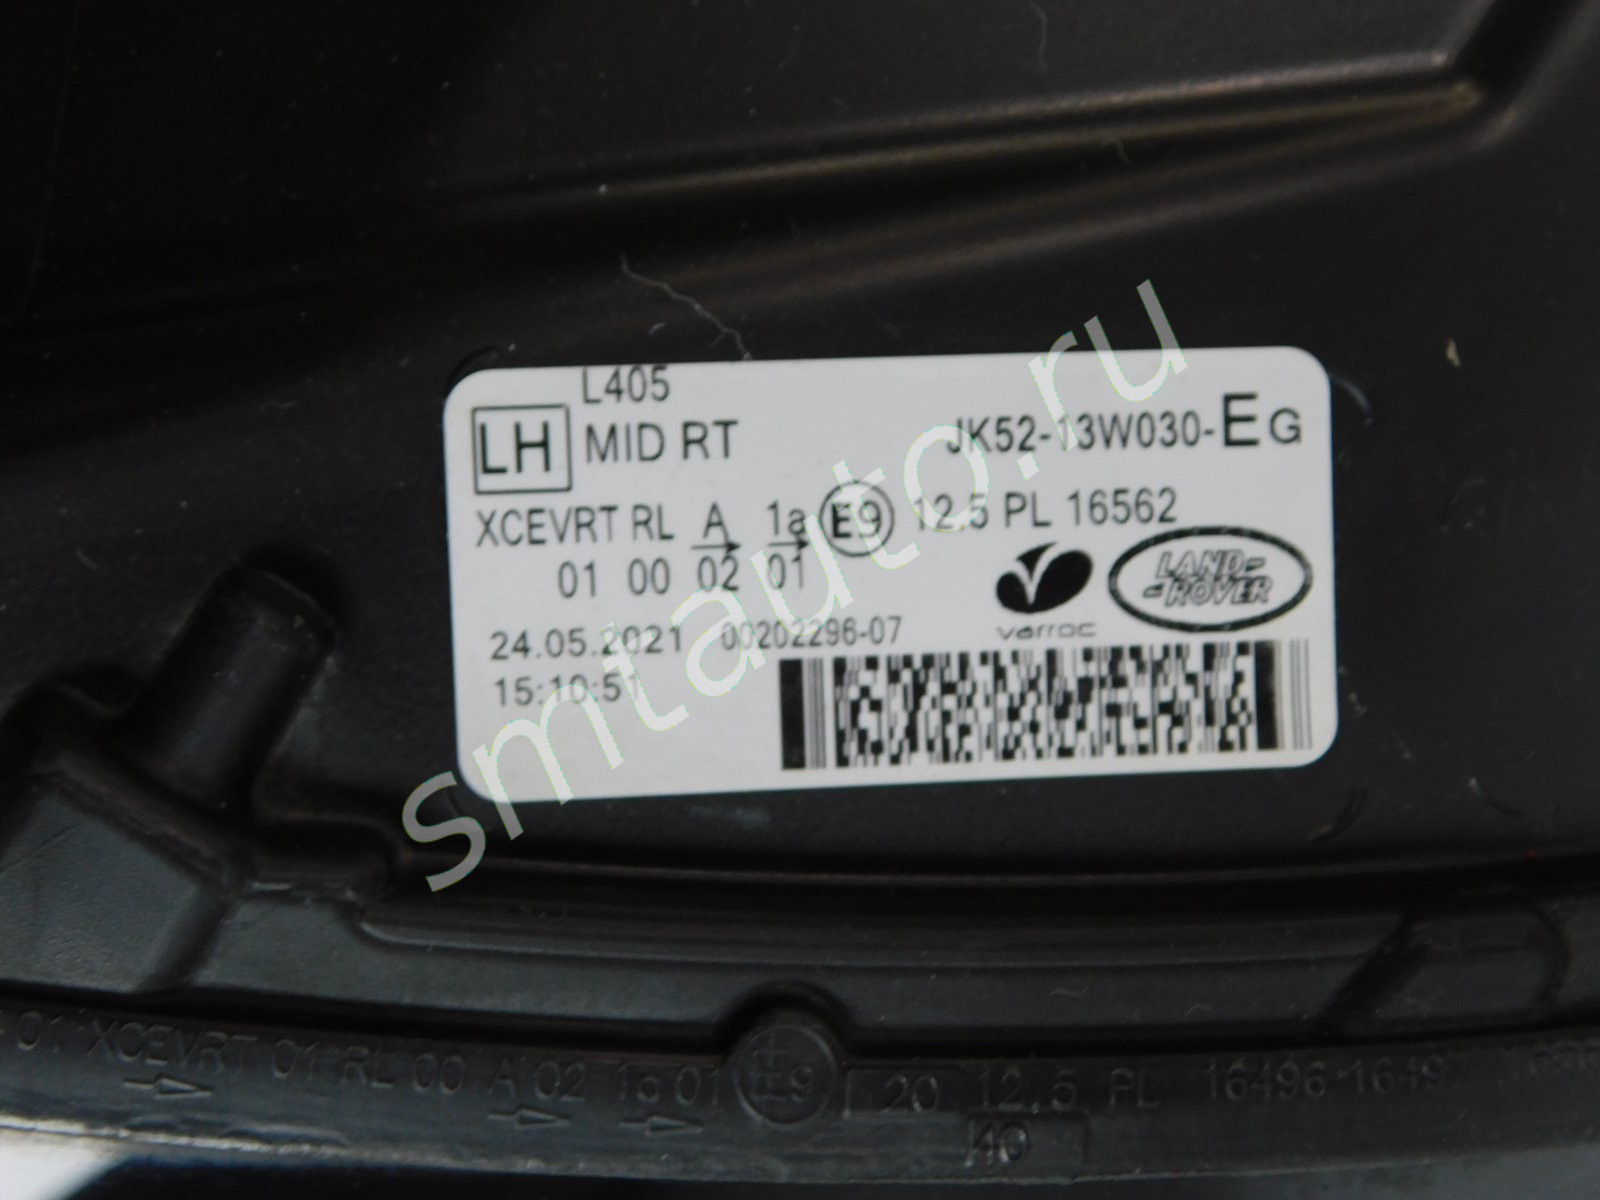 L405
LH MID RT JK52-13W030-EG
XCEVRT RL A 1a E9 12,5 PL 16562
01 00 02 01
LAND-
-ROVER
varroc
24.05.2021 00202296-07
15:10:51
smtauto.ru
01 XCEVRT 01 RL 00 A 02 1a 01 E9 20 12,5 PL 16496
40